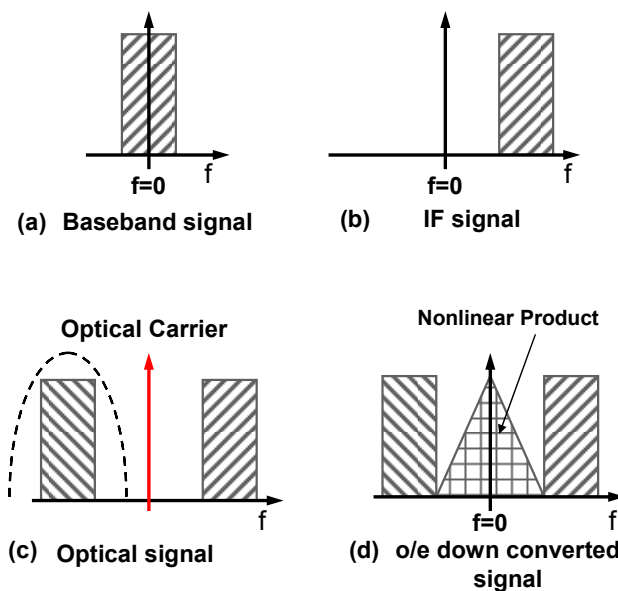 f
f
f=0
f=0
(a) Baseband signal
(b) IF signal
Optical Carrier
Nonlinear Product
f
f=0
f
(c) Optical signal
(d) o/e down converted
signal